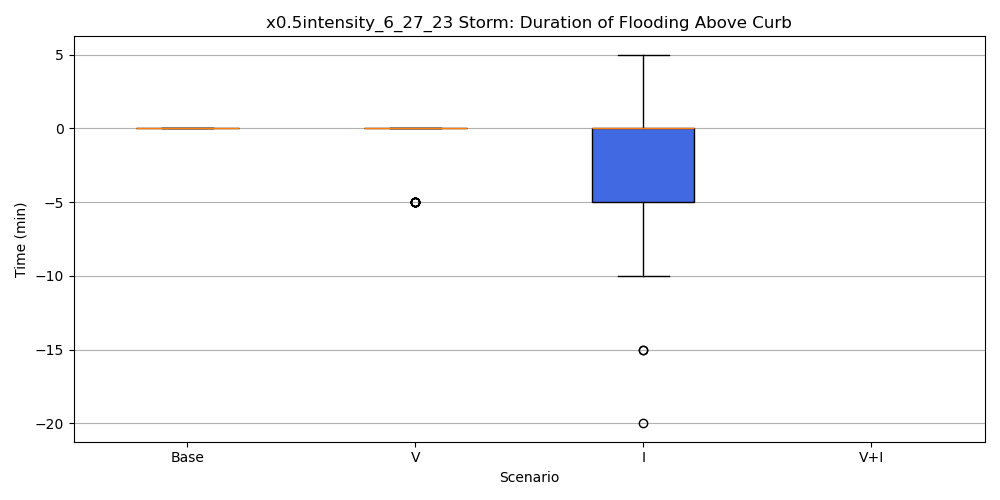 x0.5intensity_6_27_23 Storm: Duration of Flooding Above Curb
Time (min)
5
0
−5
−10
−15
−20
Base
V
I
V+I
Scenario